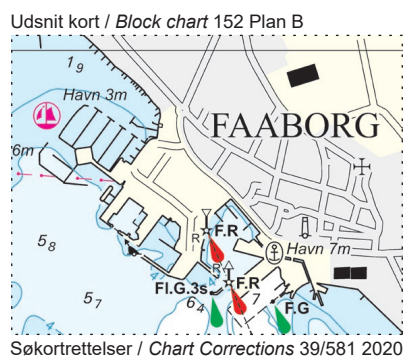 Udsnit kort / Block chart 152 Plan B
1₉
Havn 3m
FAABORG
6m
F.R
R
Havn 7m
5₈
R
Fl.G.3s
F.R
5₇
6₄
7
F.G
Søkortrettelser / Chart Corrections 39/581 2020